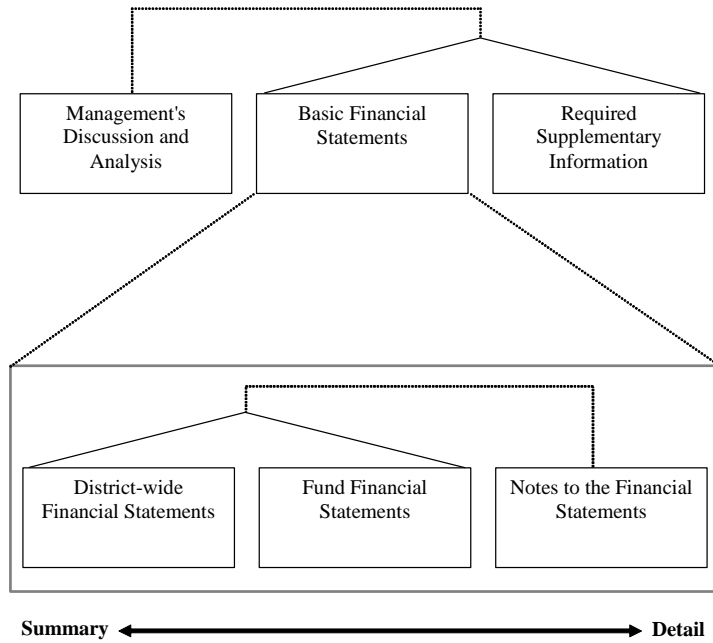 Management's
Discussion and
Analysis
Basic Financial
Statements
Required
Supplementary
Information
District-wide
Financial Statements
Fund Financial
Statements
Notes to the Financial
Statements
Summary
Detail